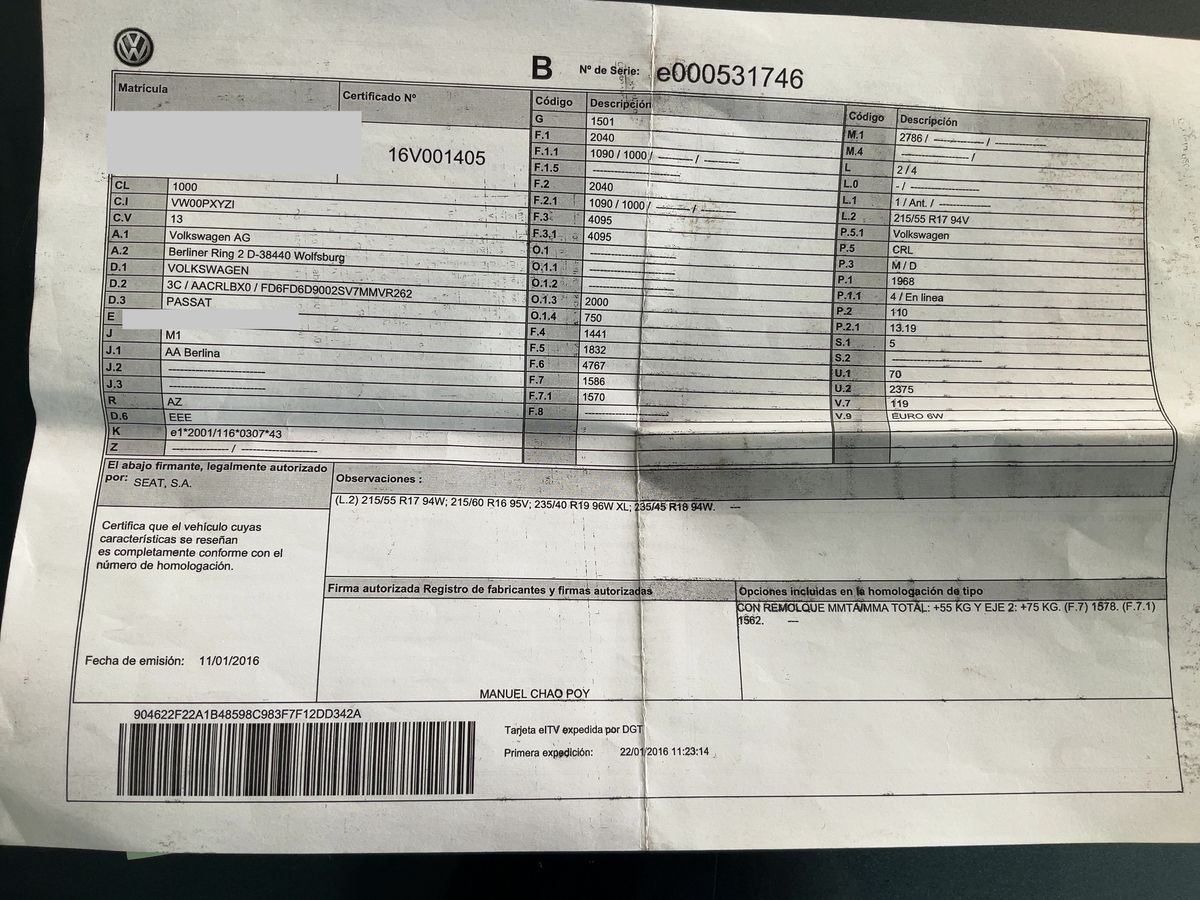 B Nº de Serie: e000531746
Matrícula
Certificado Nº
16V001405
CL 1000
C.I VW00PXYZI
C.V 13
A.1 Volkswagen AG
A.2 Berliner Ring 2 D-38440 Wolfsburg
D.1 VOLKSWAGEN
D.2 3C / AACRLBX0 / FD6FD6D9002SV7MMVR262
D.3 PASSAT
E
J M1
J.1 AA Berlina
J.2 ----------------------
J.3 ----------------------
R AZ
D.6 EEE
K e1*2001/116*0307*43
Z ------------- / -----------------
Código Descripción
G 1501
F.1 2040
F.1.1 1090 / 1000 / -------- / --------
F.1.5 --------------------
F.2 2040
F.2.1 1090 / 1000 / -------- / --------
F.3 4095
F.3.1 4095
O.1 --------------------
O.1.1 --------------------
O.1.2 --------------------
O.1.3 2000
O.1.4 750
F.4 1441
F.5 1832
F.6 4767
F.7 1586
F.7.1 1570
F.8 --------------------
Código Descripción
M.1 2786 / ------------ / ------------
M.4 ---------------- /
L 2 / 4
L.0 - / ----------------------
L.1 1 / Ant. / ------------
L.2 215/55 R17 94V
P.5.1 Volkswagen
P.5 CRL
P.3 M / D
P.1 1968
P.1.1 4 / En linea
P.2 110
P.2.1 13.19
S.1 5
S.2 ----------------------
U.1 70
U.2 2375
V.7 119
V.9 EURO 6W
El abajo firmante, legalmente autorizado
por: SEAT, S.A.
Certifica que el vehículo cuyas
características se reseñan
es completamente conforme con el
número de homologación.
Fecha de emisión: 11/01/2016
Observaciones :
(L.2) 215/55 R17 94W; 215/60 R16 95V; 235/40 R19 96W XL; 235/45 R18 94W. ---
Firma autorizada Registro de fabricantes y firmas autorizadas
MANUEL CHAO POY
Opciones incluidas en la homologación de tipo
CON REMOLQUE MMTA/MMA TOTAL: +55 KG Y EJE 2: +75 KG. (F.7) 1578. (F.7.1)
1562. ---
904622F22A1B48598C983F7F12DD342A
Tarjeta eITV expedida por DGT
Primera expedición: 22/01/2016 11:23:14